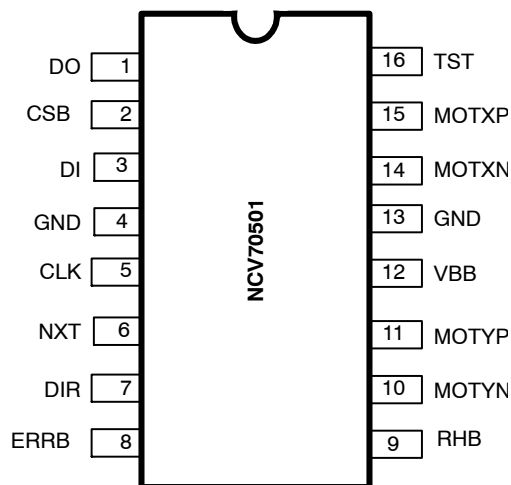 DO 1 16 TST
CSB 2 15 MOTXP
DI 3 14 MOTXN
GND 4 13 GND
CLK 5 12 VBB
NXT 6 11 MOTYP
DIR 7 10 MOTYN
ERRB 8 9 RHB
NCV70501